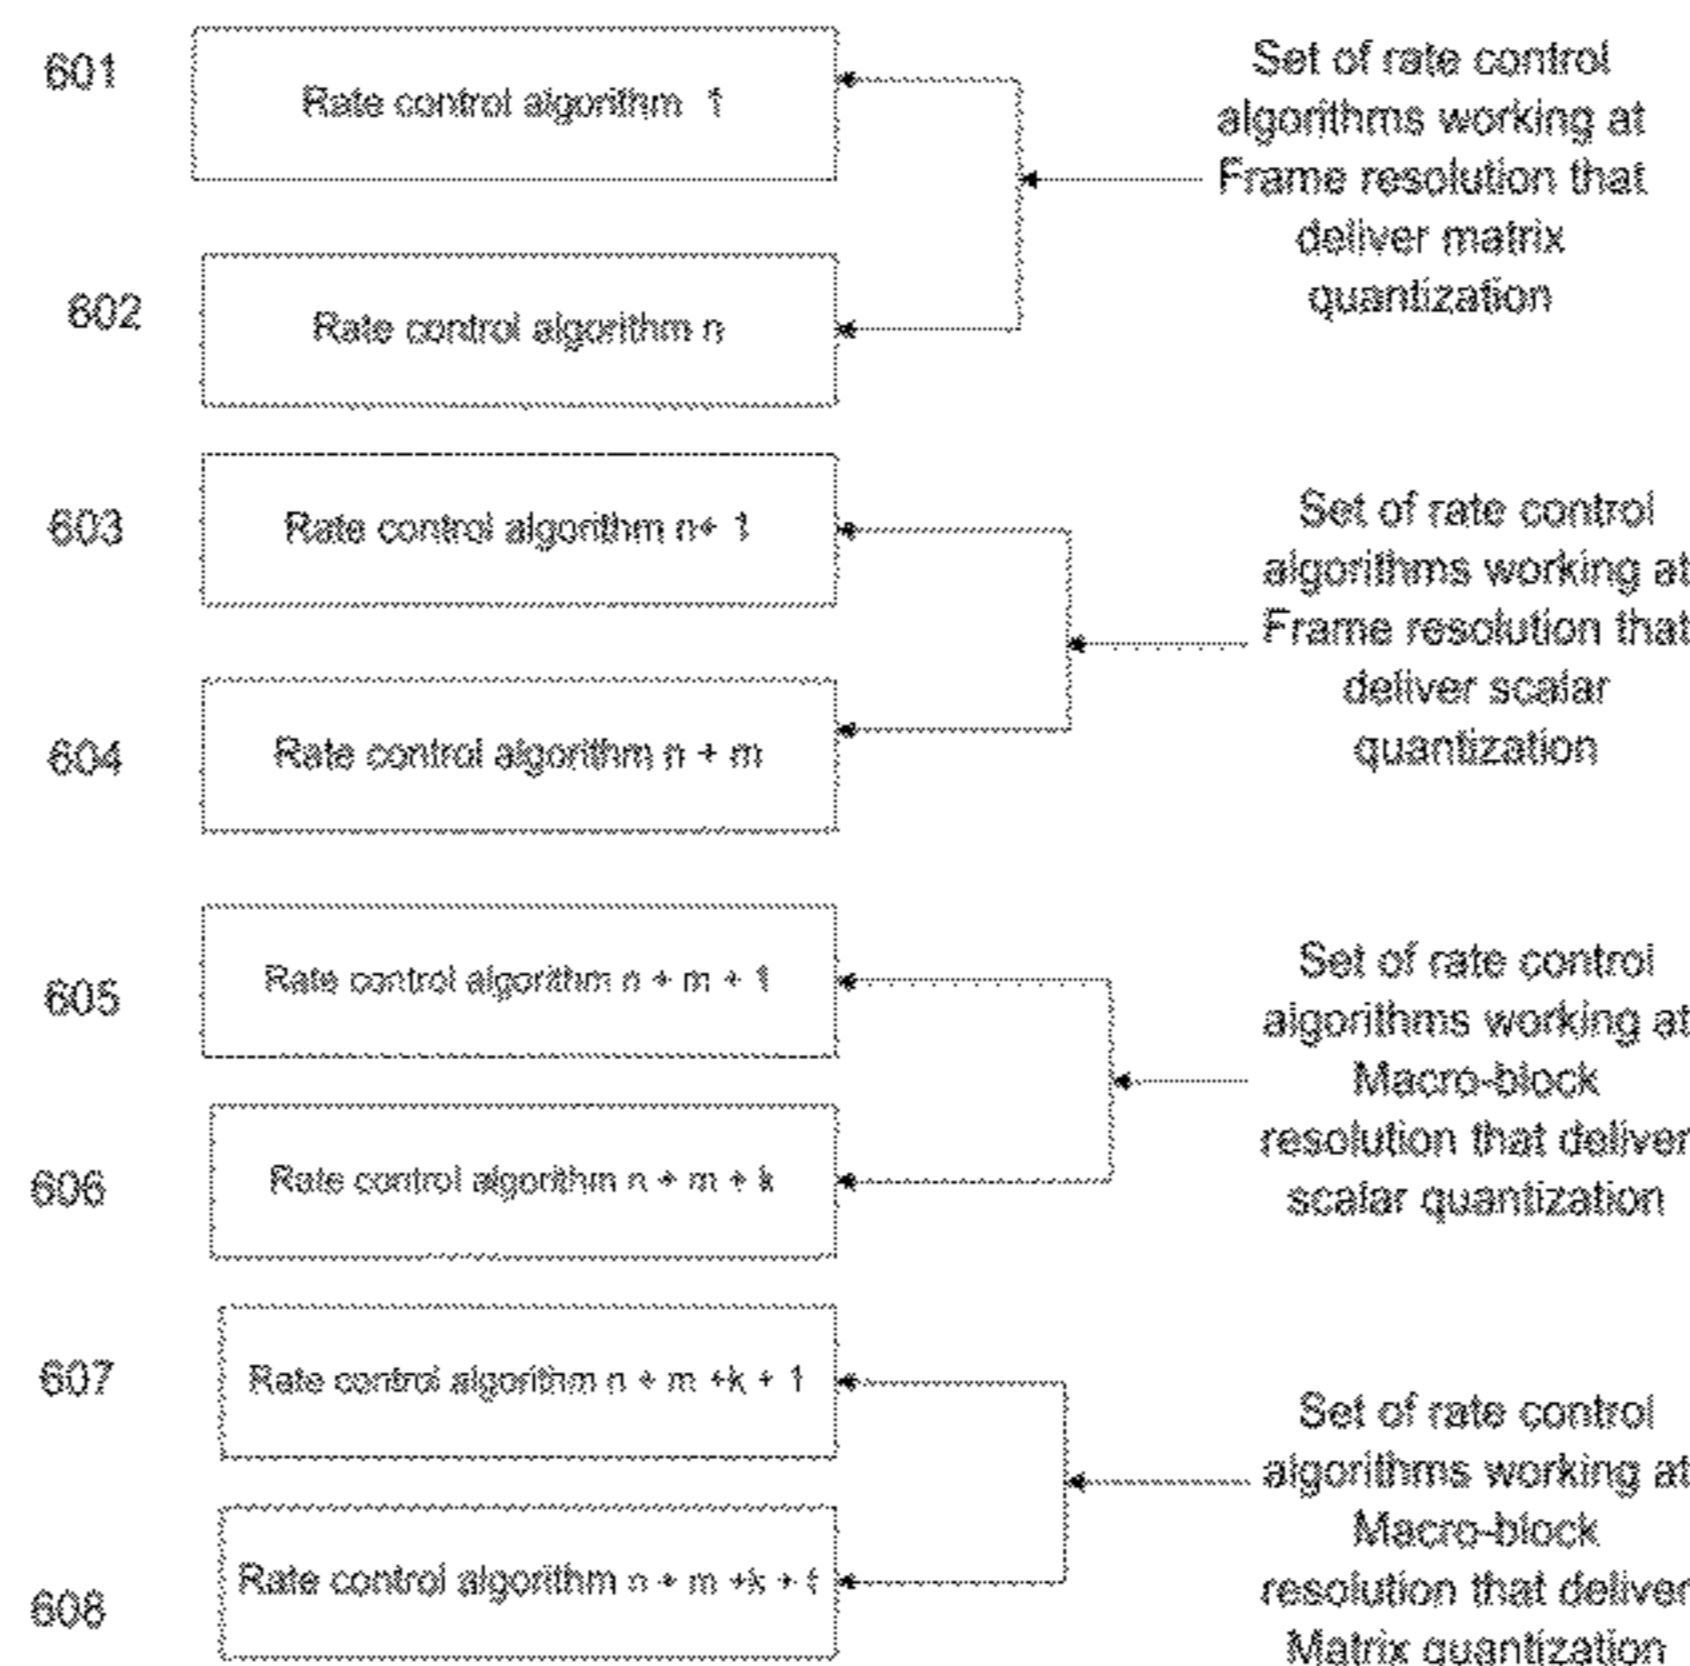 601
Rate control algorithm 1
Set of rate control
algorithms working at
Frame resolution that
deliver matrix
quantization
602
Rate control algorithm n
603
Rate control algorithm n+ 1
Set of rate control
algorithms working at
Frame resolution that
deliver scalar
quantization
604
Rate control algorithm n + m
605
Rate control algorithm n + m + 1
Set of rate control
algorithms working at
Macro-block
resolution that deliver
scalar quantization
606
Rate control algorithm n + m + k
607
Rate control algorithm n + m +k + 1
Set of rate control
algorithms working at
Macro-block
resolution that deliver
Matrix quantization
608
Rate control algorithm n + m +k + t